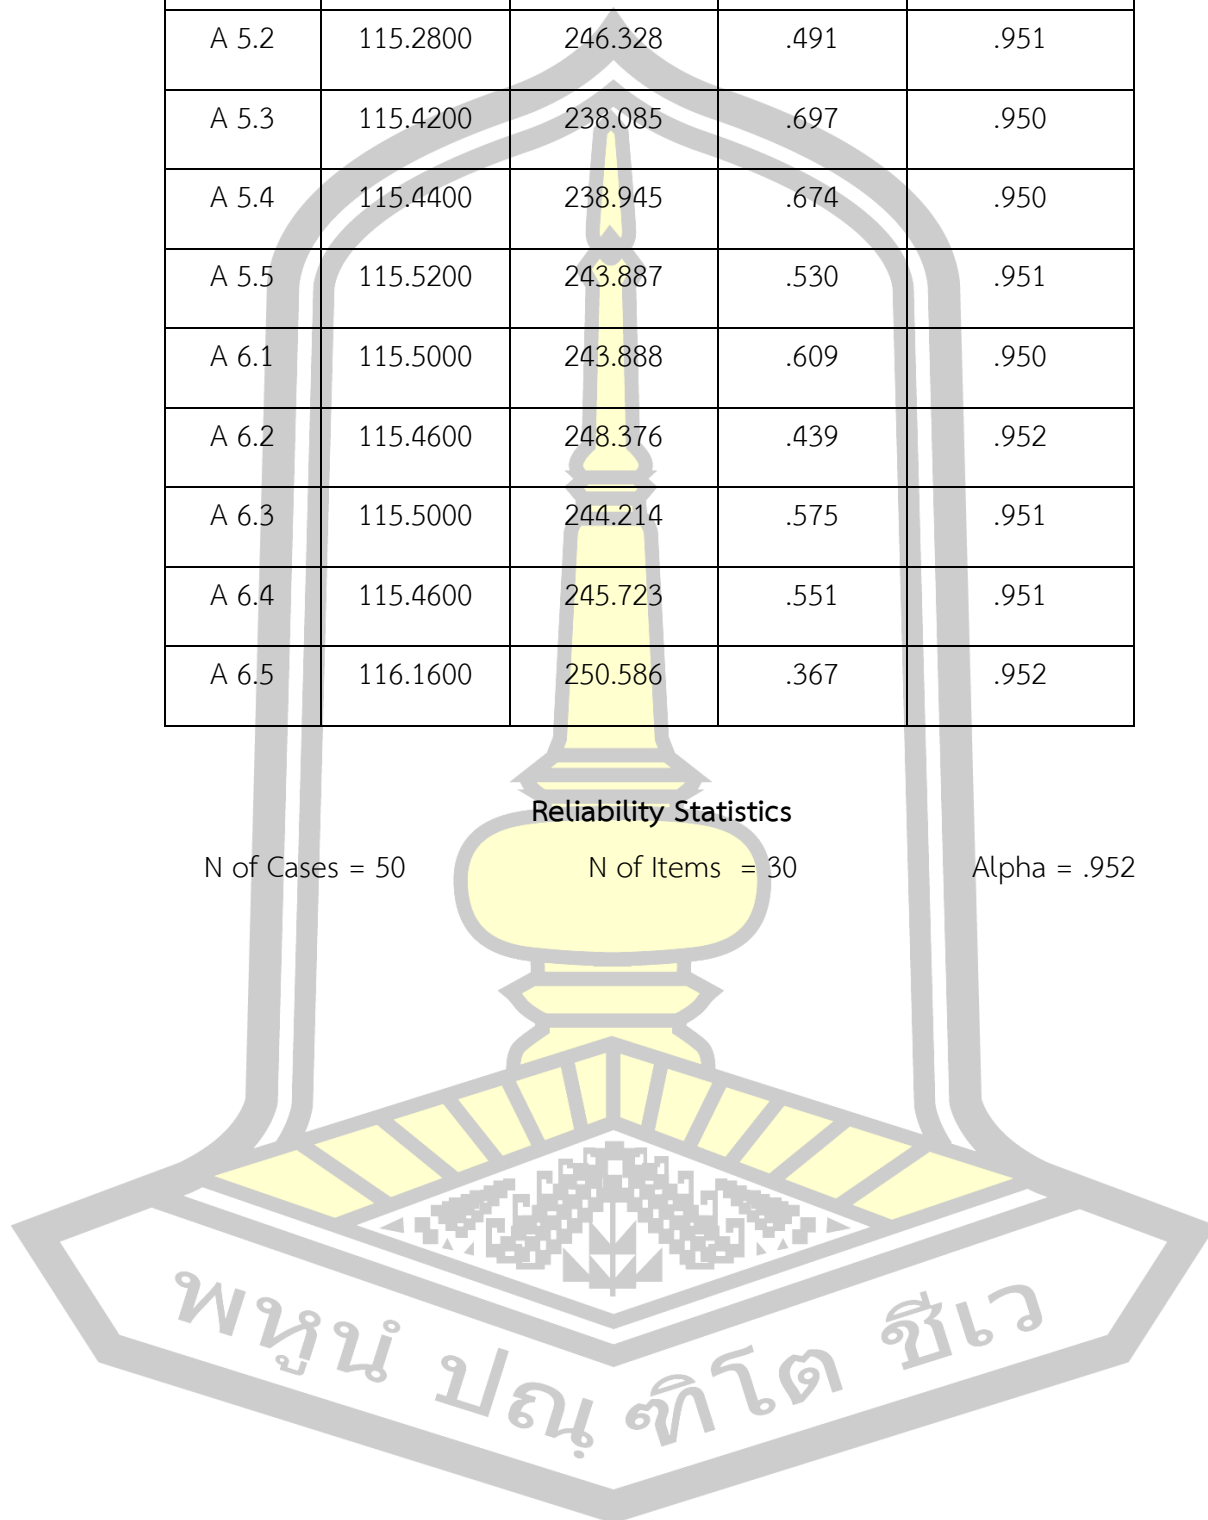 A 5.2 115.2800 246.328 .491 .951
A 5.3 115.4200 238.085 .697 .950
A 5.4 115.4400 238.945 .674 .950
A 5.5 115.5200 243.887 .530 .951
A 6.1 115.5000 243.888 .609 .950
A 6.2 115.4600 248.376 .439 .952
A 6.3 115.5000 244.214 .575 .951
A 6.4 115.4600 245.723 .551 .951
A 6.5 116.1600 250.586 .367 .952
Reliability Statistics
N of Cases = 50 N of Items = 30 Alpha = .952
พหูนํ ปณฺ ฑิโต ชีเว